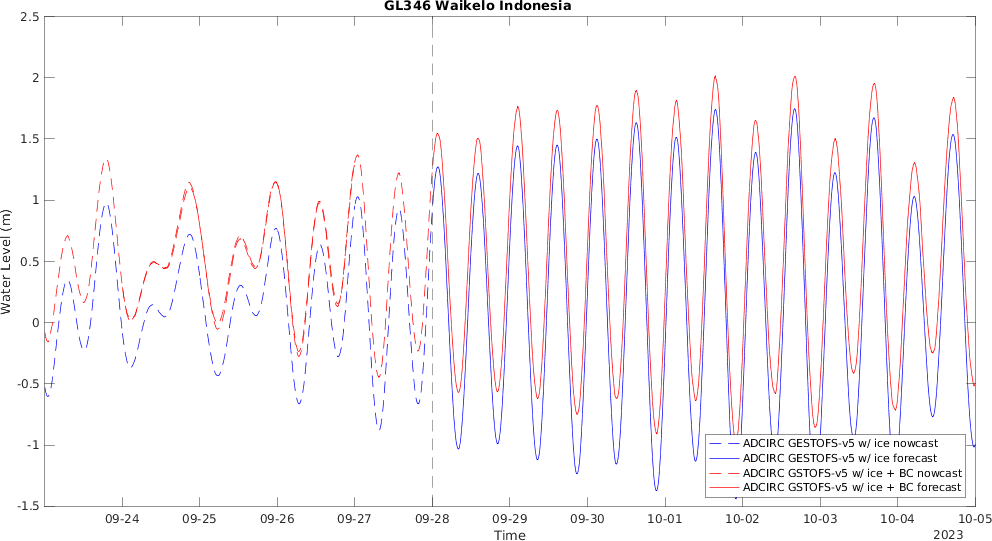 GL346 Waikelo Indonesia
2.5
2
1.5
1
0.5
0
-0.5
-1
-1.5
Water Level (m)
ADCIRC GESTOFS-v5 w/ ice nowcast
ADCIRC GESTOFS-v5 w/ ice forecast
ADCIRC GSTOFS-v5 w/ ice + BC nowcast
ADCIRC GSTOFS-v5 w/ ice + BC forecast
09-24 09-25 09-26 09-27 09-28 09-29 09-30 10-01 10-02 10-03 10-04 10-05
Time
2023